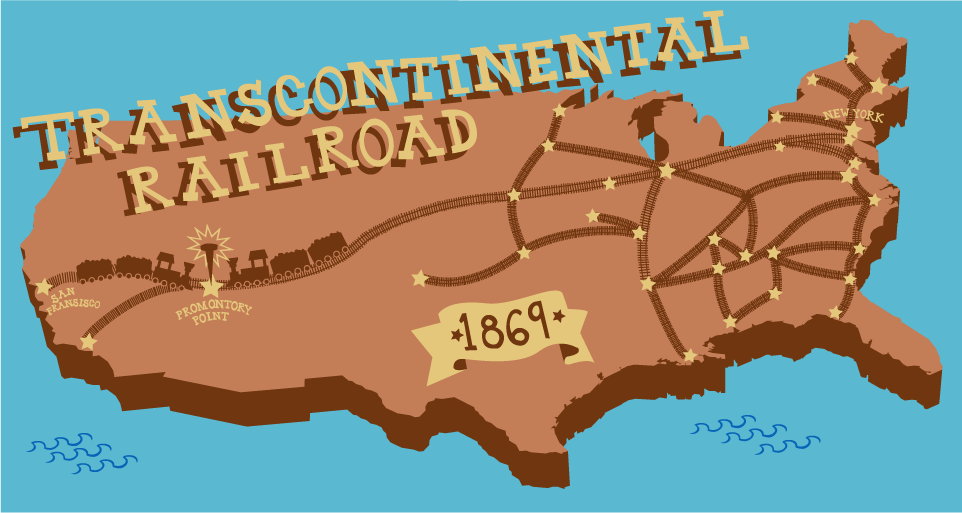 TRANSCONTINENTAL
RAILROAD
NEW YORK
SAN
FRANSISCO
PROMONTORY
POINT
1869